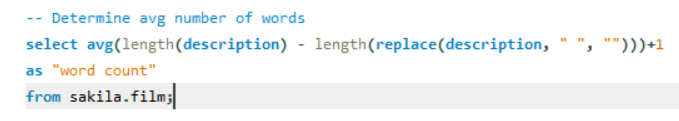 -- Determine avg number of words
select avg(length(description) - length(replace(description, " ", "")))+1
as "word count"
from sakila.film;